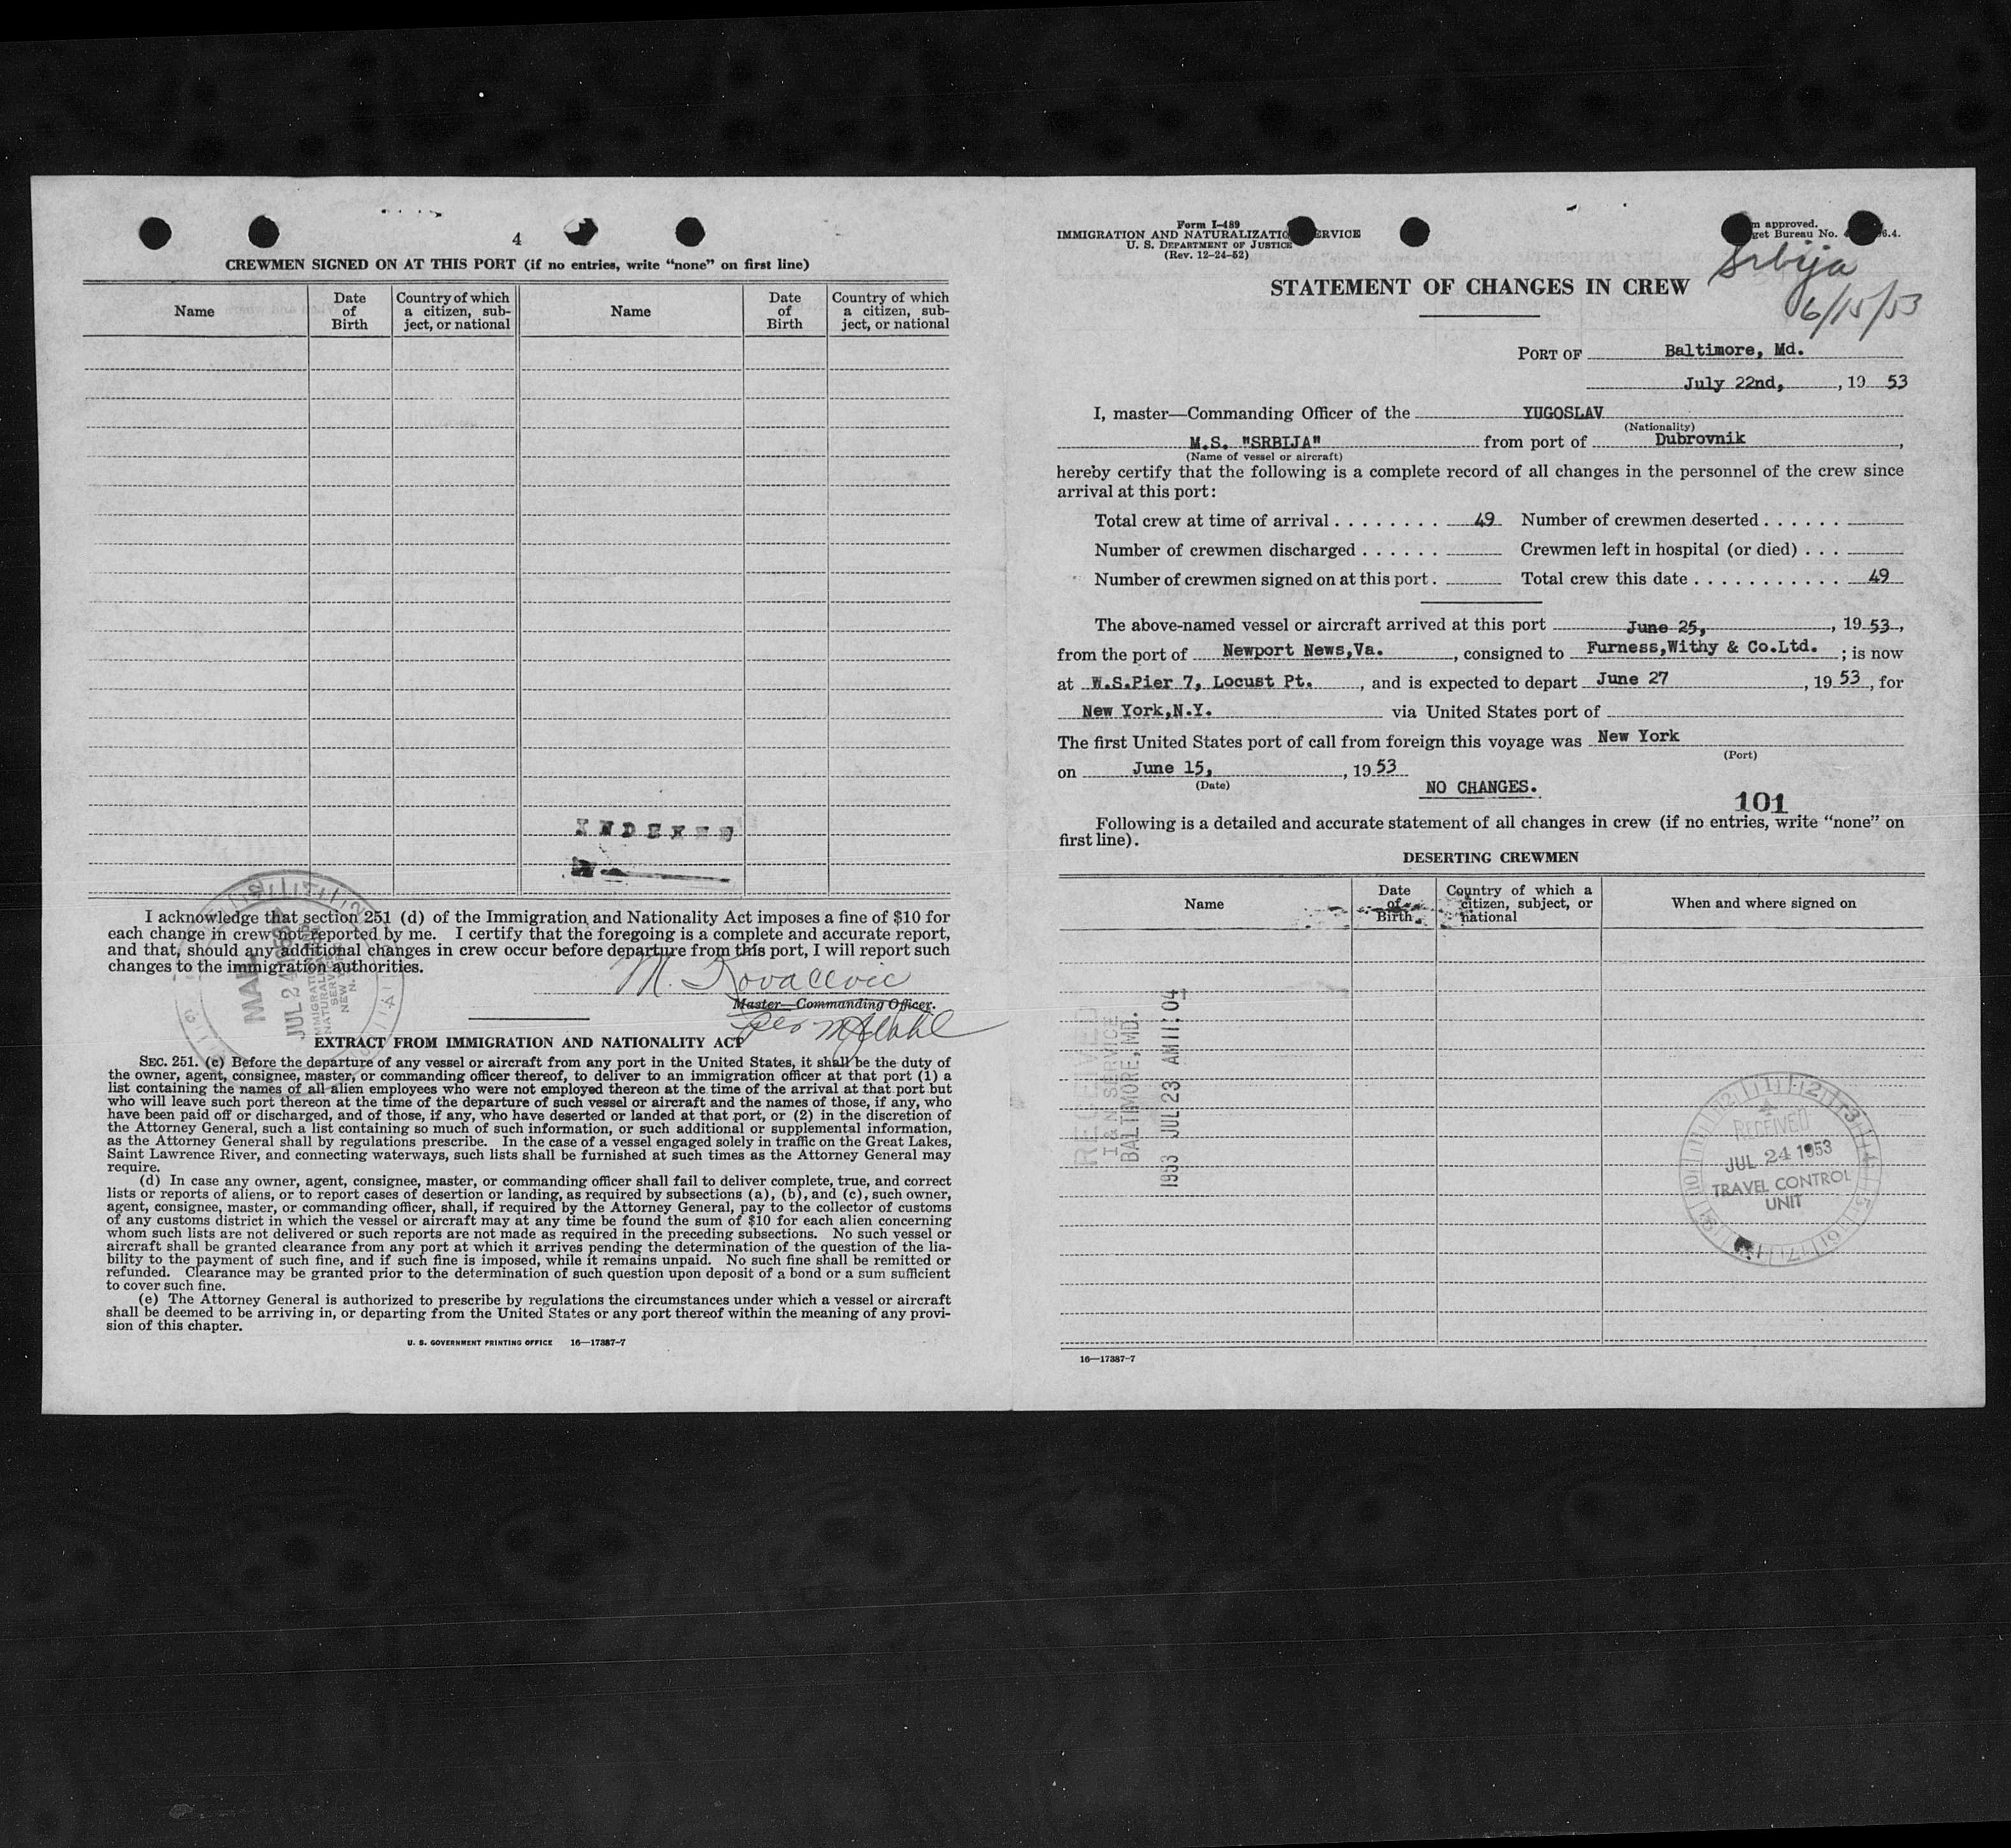 4
CREWMEN SIGNED ON AT THIS PORT (if no entries, write “none” on first line)
Name
Date of Birth
Country of which a citizen, sub-ject, or national
Name
Date of Birth
Country of which a citizen, sub-ject, or national
INDEXED
I acknowledge that section 251 (d) of the Immigration and Nationality Act imposes a fine of $10 for
each change in crew not reported by me. I certify that the foregoing is a complete and accurate report,
and that, should any additional changes in crew occur before departure from this port, I will report such
changes to the immigration authorities.
M. Kovacevic
Master—Commanding Officer.
per
MAIL
JUL 24 1953
IMMIGRATION &
NATURALIZATION
SERVICE
NEW YORK
N.
EXTRACT FROM IMMIGRATION AND NATIONALITY ACT
SEC. 251. (c) Before the departure of any vessel or aircraft from any port in the United States, it shall be the duty of
the owner, agent, consignee, master, or commanding officer thereof, to deliver to an immigration officer at that port (1) a
list containing the names of all alien employees who were not employed thereon at the time of the arrival at that port but
who will leave such port thereon at the time of the departure of such vessel or aircraft and the names of those, if any, who
have been paid off or discharged, and of those, if any, who have deserted or landed at that port, or (2) in the discretion of
the Attorney General, such a list containing so much of such information, or such additional or supplemental information,
as the Attorney General shall by regulations prescribe. In the case of a vessel engaged solely in traffic on the Great Lakes,
Saint Lawrence River, and connecting waterways, such lists shall be furnished at such times as the Attorney General may
require.
(d) In case any owner, agent, consignee, master, or commanding officer shall fail to deliver complete, true, and correct
lists or reports of aliens, or to report cases of desertion or landing, as required by subsections (a), (b), and (c), such owner,
agent, consignee, master, or commanding officer, shall, if required by the Attorney General, pay to the collector of customs
of any customs district in which the vessel or aircraft may at any time be found the sum of $10 for each alien concerning
whom such lists are not delivered or such reports are not made as required in the preceding subsections. No such vessel or
aircraft shall be granted clearance from any port at which it arrives pending the determination of the question of the lia-
bility to the payment of such fine, and if such fine is imposed, while it remains unpaid. No such fine shall be remitted or
refunded. Clearance may be granted prior to the determination of such question upon deposit of a bond or a sum sufficient
to cover such fine.
(e) The Attorney General is authorized to prescribe by regulations the circumstances under which a vessel or aircraft
shall be deemed to be arriving in, or departing from the United States or any port thereof within the meaning of any provi-
sion of this chapter.
U. S. GOVERNMENT PRINTING OFFICE 16—17387-7
Form I-489
IMMIGRATION AND NATURALIZATIO ERVICE
U. S. DEPARTMENT OF JUSTICE
(Rev. 12-24-52)
m approved.
get Bureau No. 4 6.4.
Srbija
6/15/53
STATEMENT OF CHANGES IN CREW
PORT OF Baltimore, Md.
July 22nd, , 19 53
I, master—Commanding Officer of the YUGOSLAV
(Nationality)
M.S. "SRBIJA" from port of Dubrovnik ,
(Name of vessel or aircraft)
hereby certify that the following is a complete record of all changes in the personnel of the crew since
arrival at this port:
Total crew at time of arrival . . . . . . . . 49 Number of crewmen deserted . . . . . .
Number of crewmen discharged . . . . . . Crewmen left in hospital (or died) . . .
Number of crewmen signed on at this port . Total crew this date . . . . . . . . . . . 49
The above-named vessel or aircraft arrived at this port June 25, , 19 53 ,
from the port of Newport News,Va. , consigned to Furness,Withy & Co.Ltd. ; is now
at W.S.Pier 7, Locust Pt. , and is expected to depart June 27 , 19 53 , for
New York,N.Y. via United States port of
The first United States port of call from foreign this voyage was New York
(Port)
on June 15, , 19 53
(Date)
NO CHANGES.
101
Following is a detailed and accurate statement of all changes in crew (if no entries, write “none” on
first line).
DESERTING CREWMEN
Name
Date of Birth
Country of which a citizen, subject, or national
When and where signed on
RECEIVED
I & N SERVICE
BALTIMORE, MD.
1953 JUL 23 AM 11:04
RECEIVED
JUL 24 1953
TRAVEL CONTROL
UNIT
16—17387-7